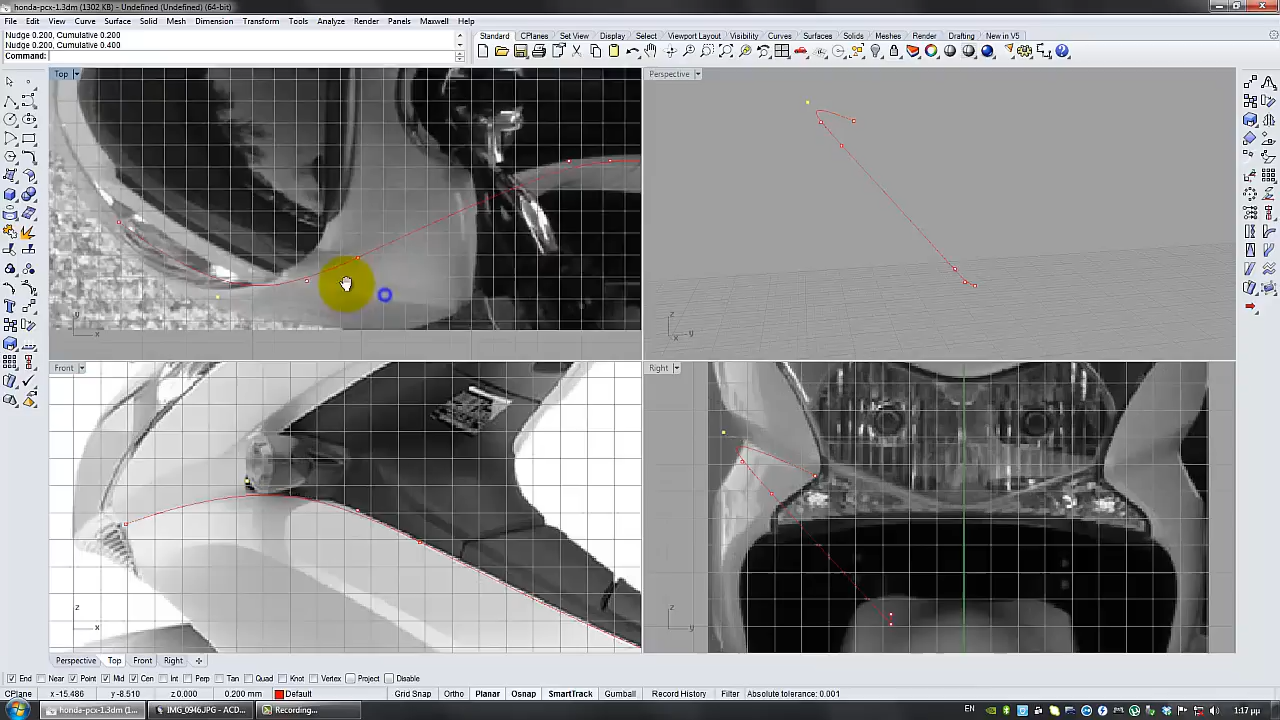 honda-pcx-1.3dm (1302 KB) - Undefined (Undefined) (64-bit)
File Edit View Curve Surface Solid Mesh Dimension Transform Tools Analyze Render Panels Maxwell Help
Nudge 0.200, Cumulative 0.200
Nudge 0.200, Cumulative 0.400
Command:
Standard CPlanes Set View Display Select Viewport Layout Visibility Curves Surfaces Solids Meshes Render Drafting New in V5
Top
Perspective
y
x
z
x y
Front
Right
z
x
z
y
Perspective Top Front Right
End Near Point Mid Cen Int Perp Tan Quad Knot Vertex Project Disable
CPlane x -15.486 y -8.510 z 0.000 0.200 mm Default Grid Snap Ortho Planar Osnap SmartTrack Gumball Record History Filter Absolute tolerance: 0.001
honda-pcx-1.3dm (1... IMG_0946.JPG - ACD... Recording... EN 1:17 μμ